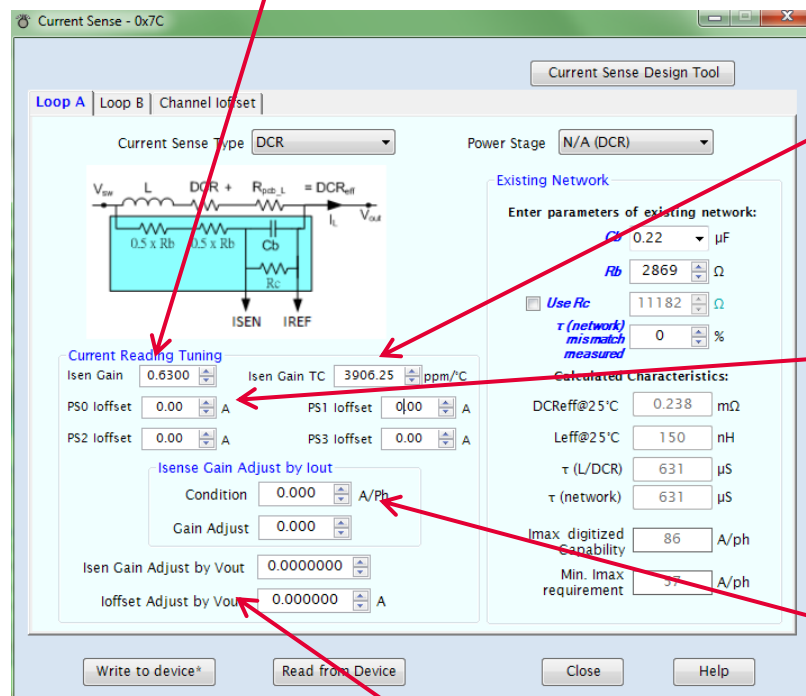 Current Sense - 0x7C
Current Sense Design Tool
Loop A Loop B Channel Ioffset
Current Sense Type DCR
Power Stage N/A (DCR)
Vsw L DCR + Rpcb_L = DCReff
IL Vout
0.5 x Rb 0.5 x Rb Cb
Rc
ISEN IREF
Existing Network
Enter parameters of existing network:
Cb 0.22 µF
Rb 2869 Ω
Use Rc 11182 Ω
τ (network)
mismatch 0 %
measured
Current Reading Tuning
Isen Gain 0.6300 Isen Gain TC 3906.25 ppm/°C
PS0 Ioffset 0.00 A PS1 Ioffset 0.00 A
PS2 Ioffset 0.00 A PS3 Ioffset 0.00 A
Isense Gain Adjust by Iout
Condition 0.000 A/Ph
Gain Adjust 0.000
Isen Gain Adjust by Vout 0.0000000
Ioffset Adjust by Vout 0.000000 A
Calculated Characteristics:
DCReff@25°C 0.238 mΩ
Leff@25°C 150 nH
τ (L/DCR) 631 µS
τ (network) 631 µS
Imax digitized
Capability 86 A/ph
Min. Imax
requirement 37 A/ph
Write to device* Read from Device Close Help